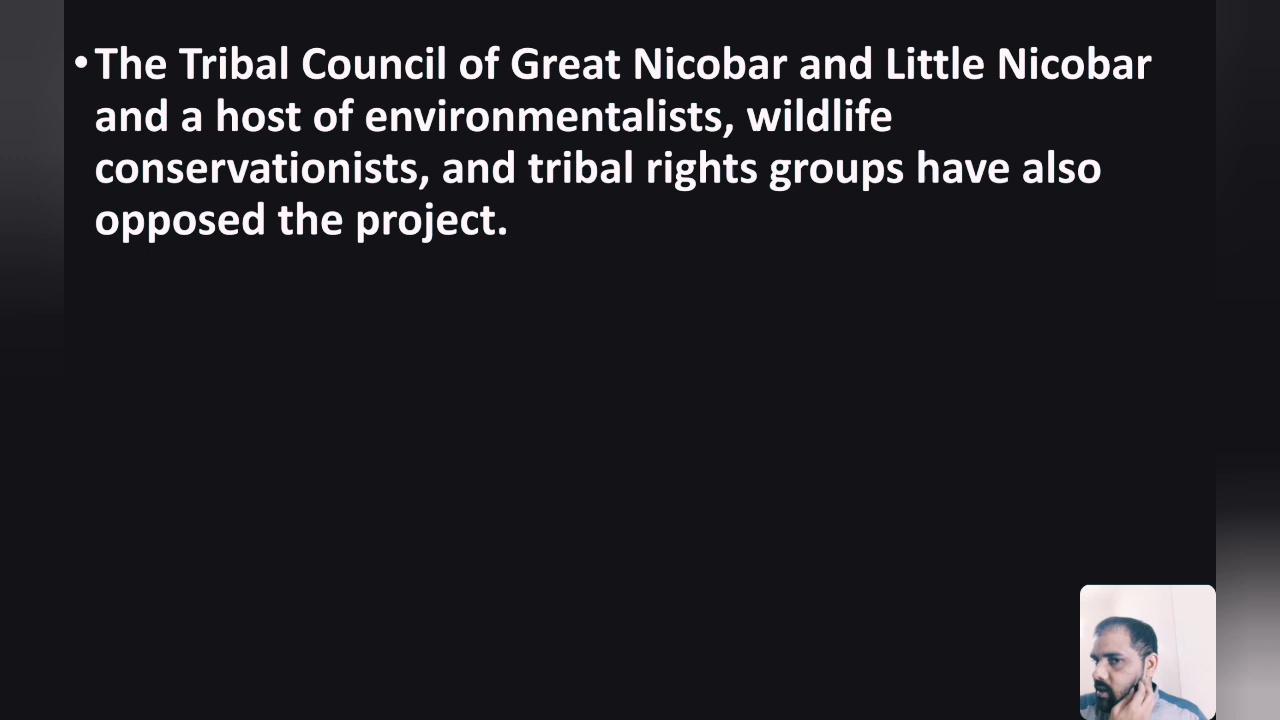 •The Tribal Council of Great Nicobar and Little Nicobar
and a host of environmentalists, wildlife
conservationists, and tribal rights groups have also
opposed the project.